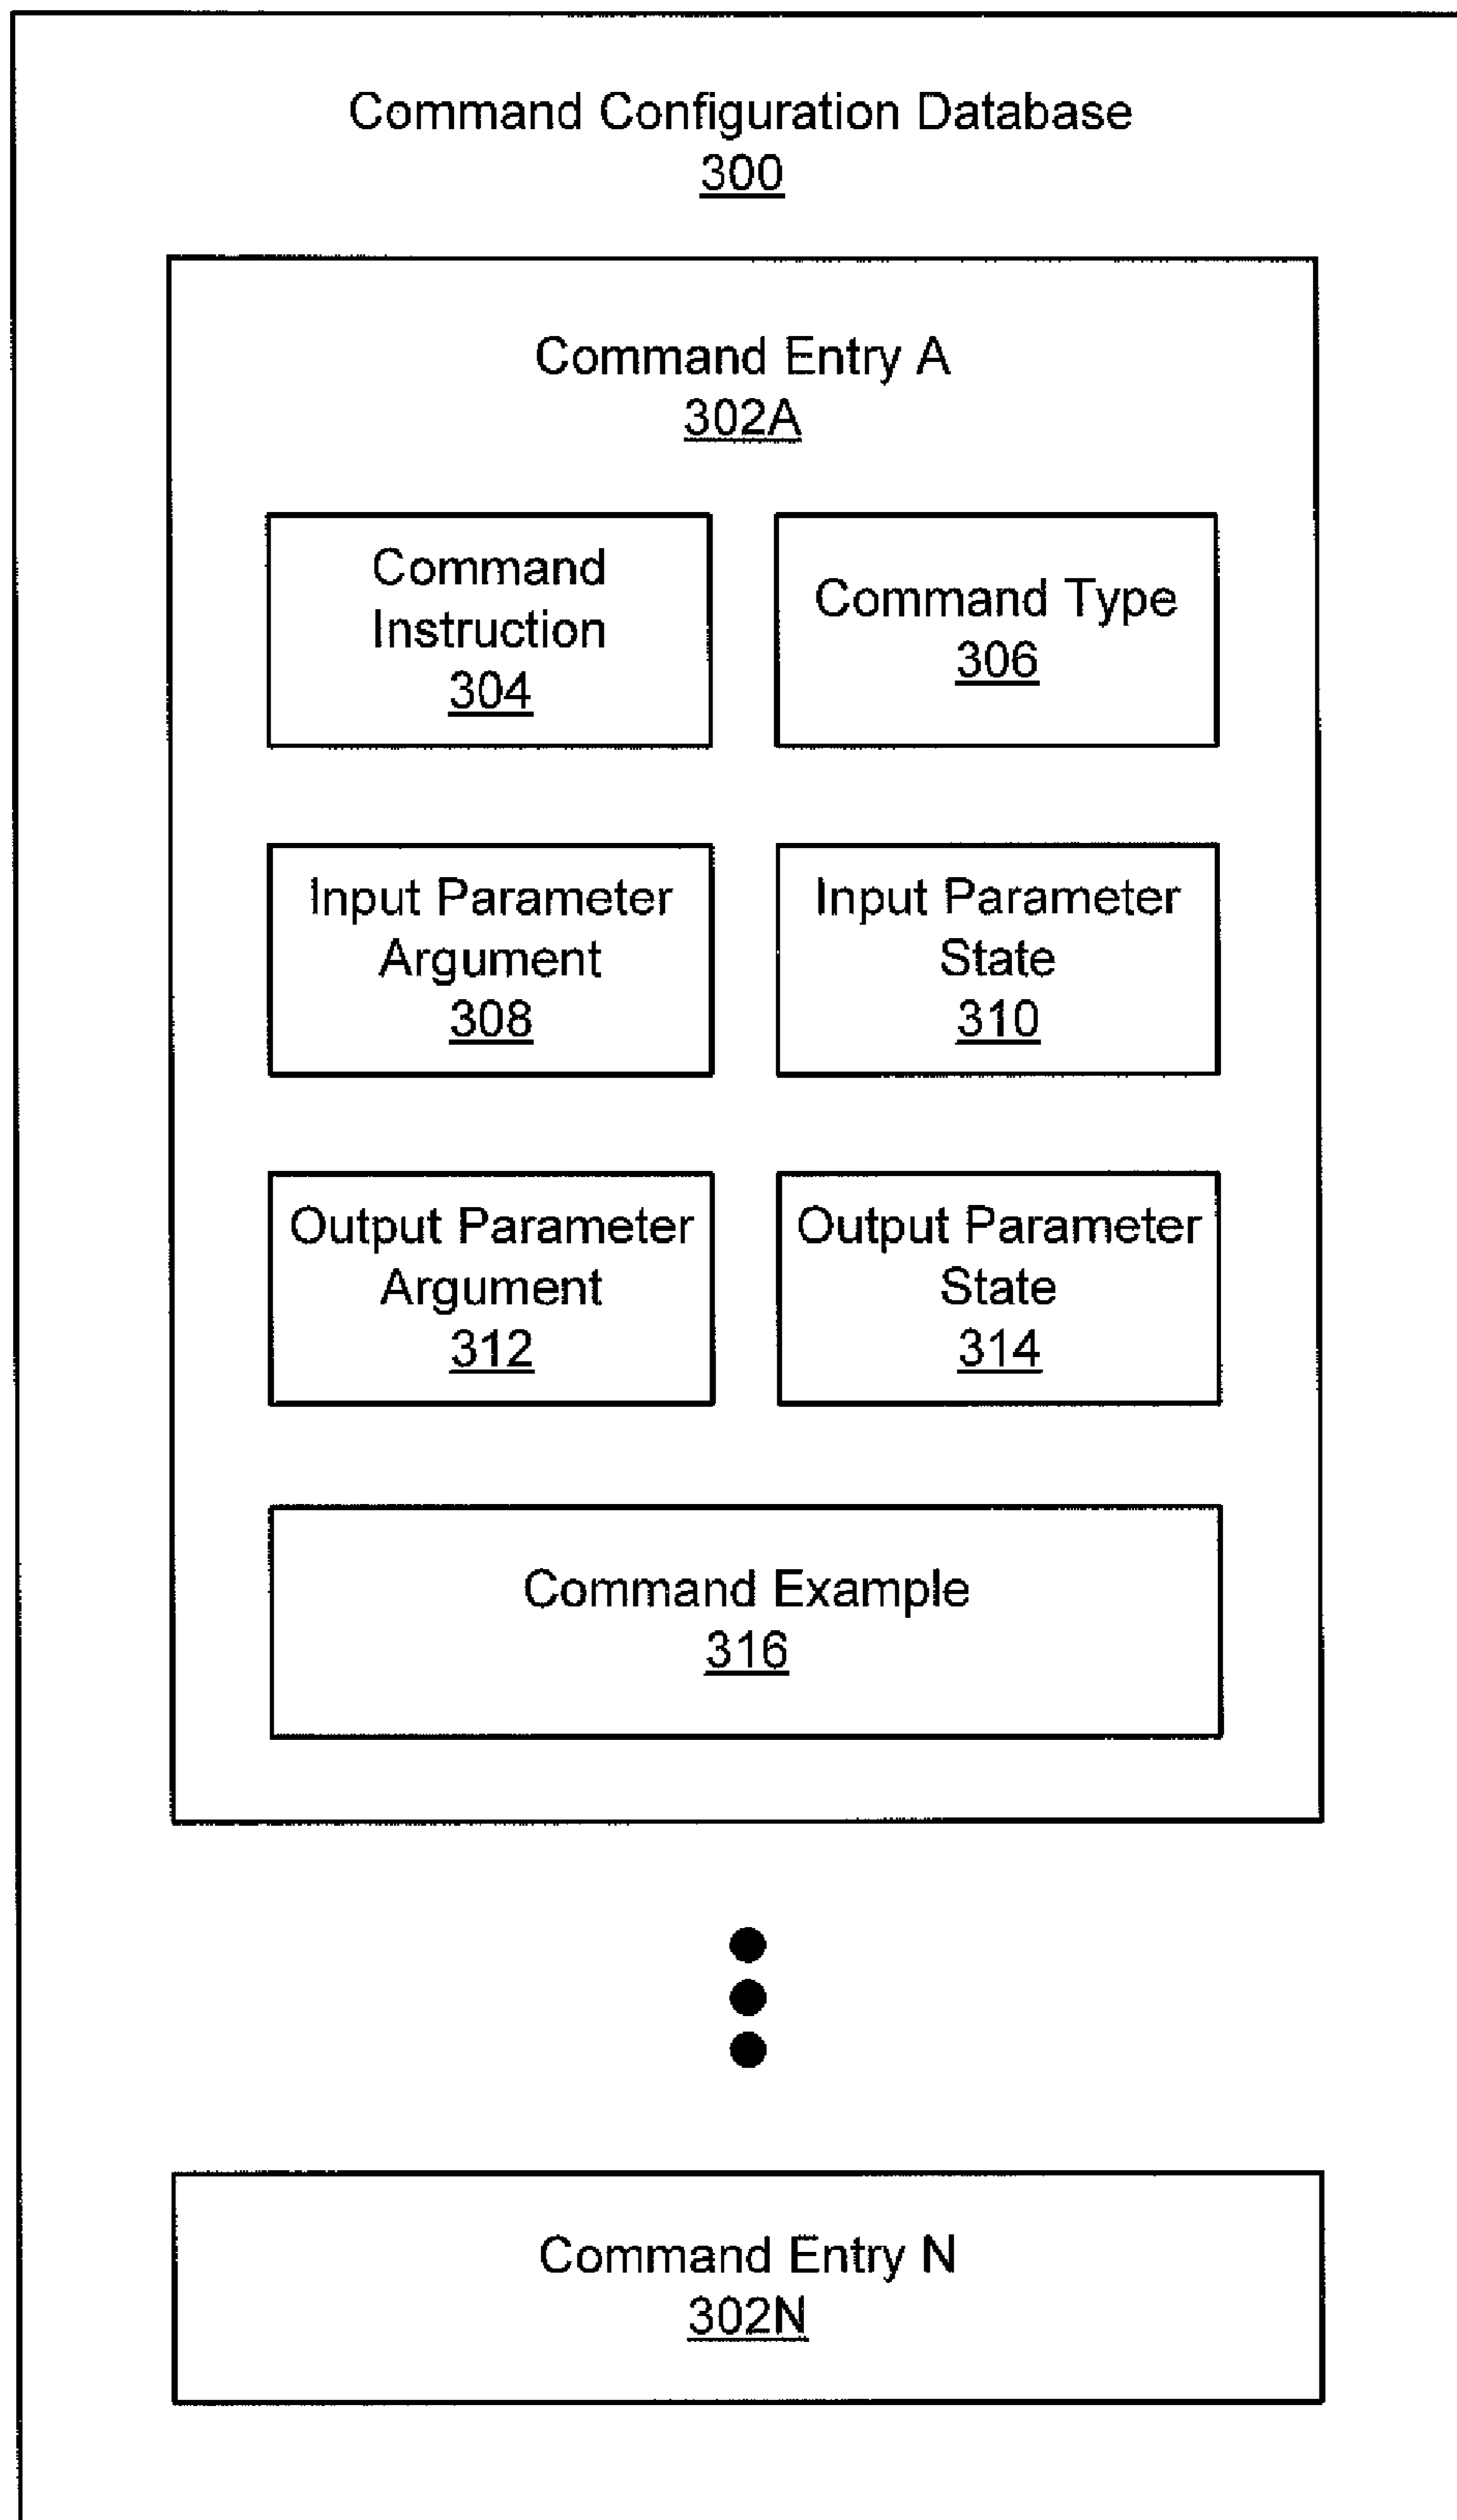 Command Configuration Database
300
Command Entry A
302A
Command
Instruction
304
Command Type
306
Input Parameter
Argument
308
Input Parameter
State
310
Output Parameter
Argument
312
Output Parameter
State
314
Command Example
316
Command Entry N
302N